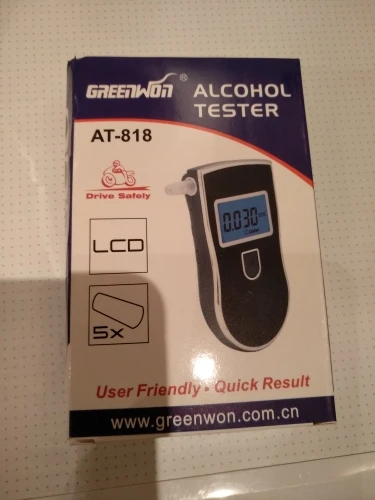 GREENWON®
ALCOHOL
TESTER
AT-818
Drive Safely
LCD
0.030
5x
User Friendly • Quick Result
www.greenwon.com.cn